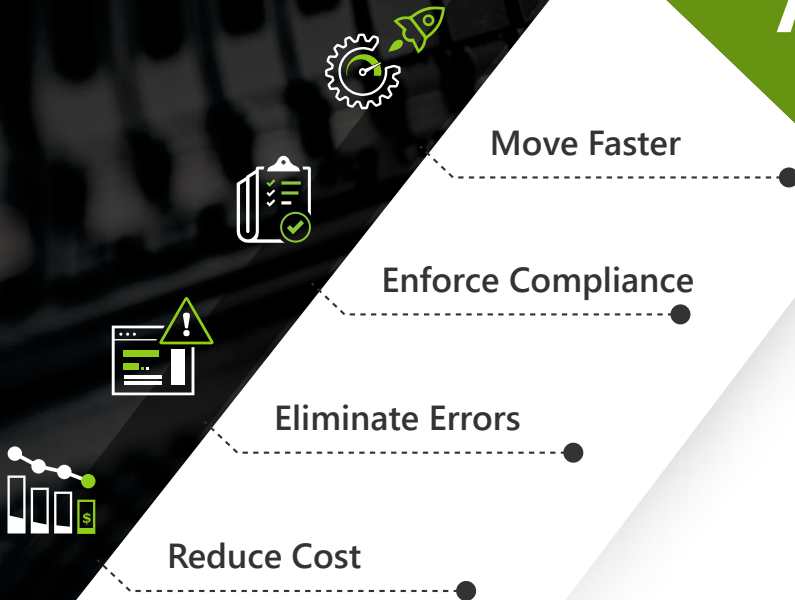 Move Faster
Enforce Compliance
Eliminate Errors
$
Reduce Cost